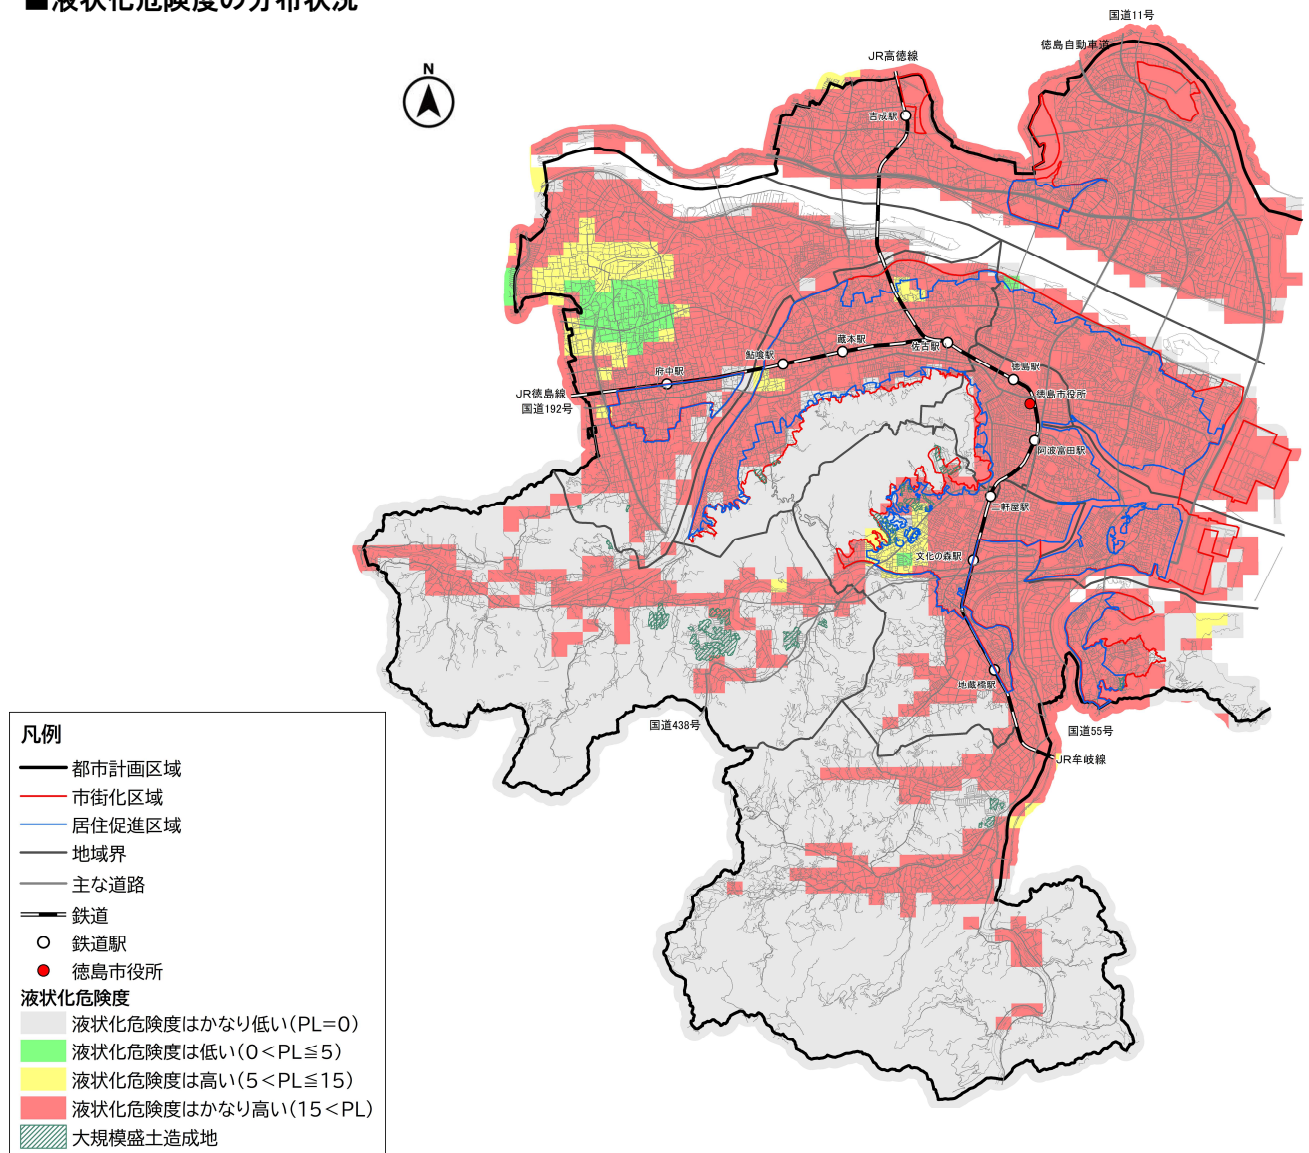 ■液状化危険度の分布状況
国道11号
徳島自動車道
JR高徳線
N
吉成駅
蔵本駅
佐古駅
鮎喰駅
府中駅
徳島駅
JR徳島線
国道192号
徳島市役所
阿波富田駅
二軒屋駅
文化の森駅
地蔵橋駅
国道438号
国道55号
JR牟岐線
凡例
都市計画区域
市街化区域
居住促進区域
地域界
主な道路
鉄道
鉄道駅
徳島市役所
液状化危険度
液状化危険度はかなり低い(PL=0)
液状化危険度は低い(0<PL≦5)
液状化危険度は高い(5<PL≦15)
液状化危険度はかなり高い(15<PL)
大規模盛土造成地